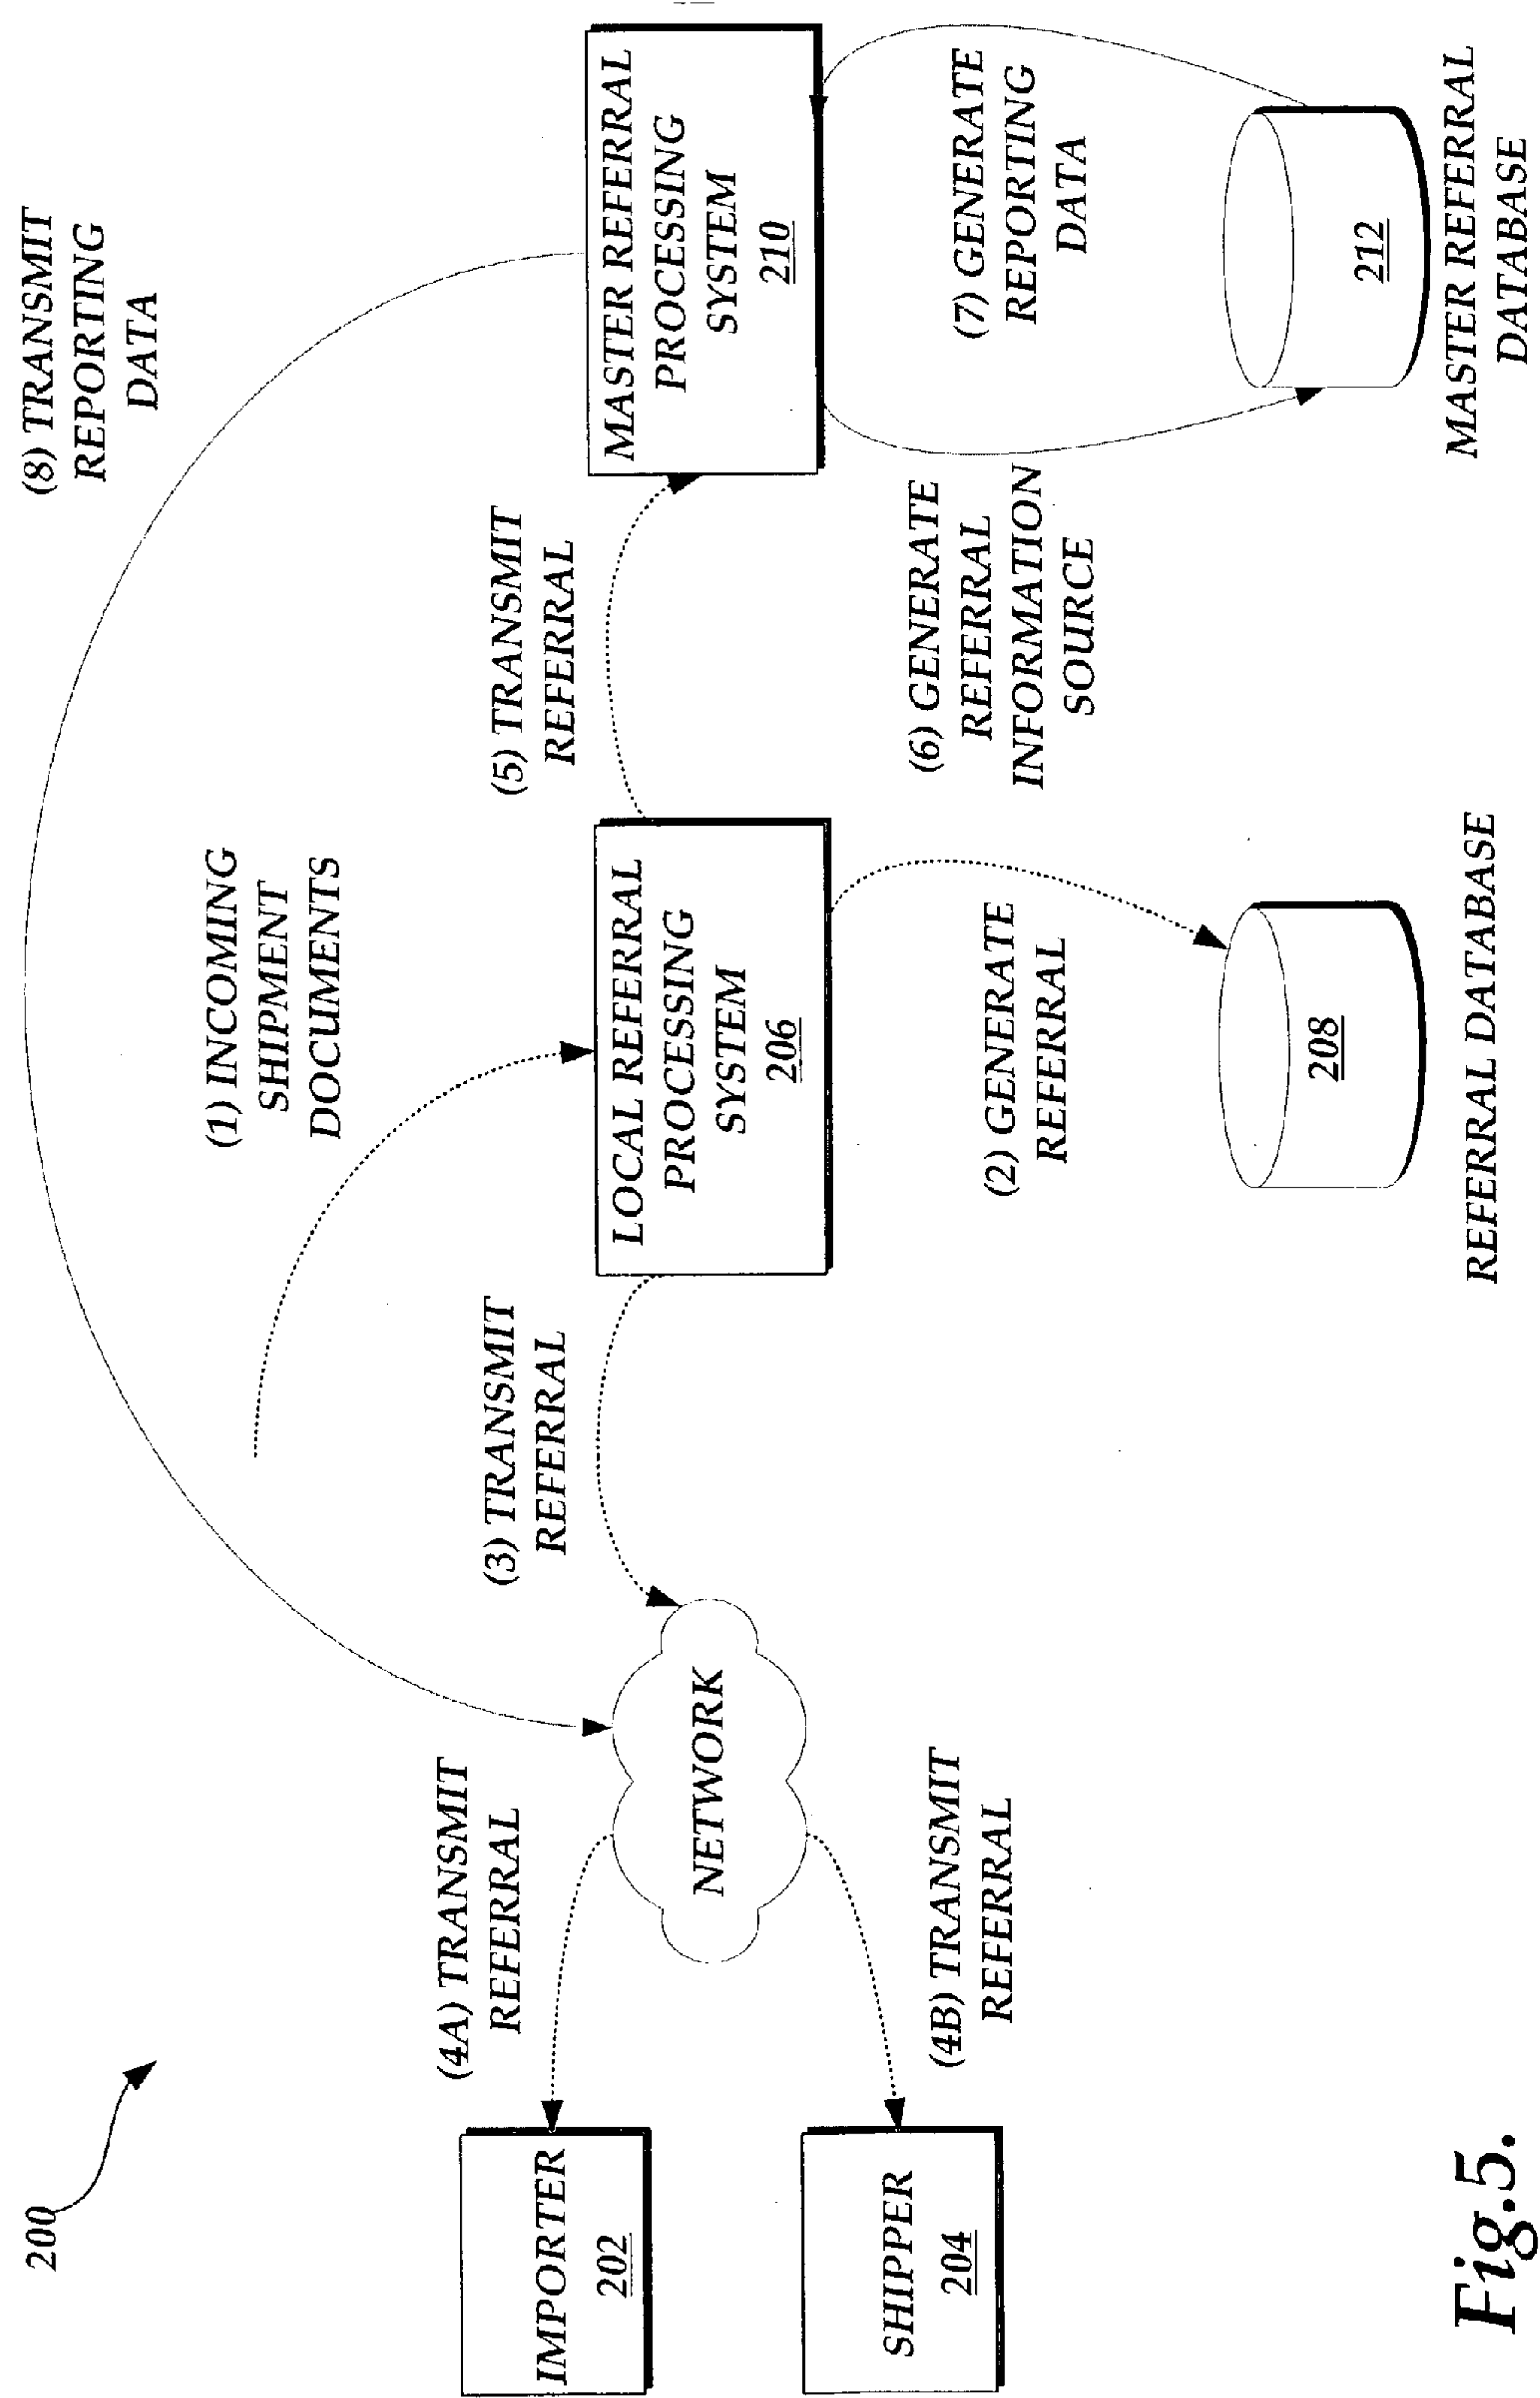 200
(8) TRANSMIT
REPORTING
DATA
(1) INCOMING
SHIPMENT
DOCUMENTS
(4A) TRANSMIT
REFERRAL
(3) TRANSMIT
REFERRAL
(5) TRANSMIT
REFERRAL
IMPORTER
202
NETWORK
LOCAL REFERRAL
PROCESSING
SYSTEM
206
MASTER REFERRAL
PROCESSING
SYSTEM
210
SHIPPER
204
(4B) TRANSMIT
REFERRAL
(2) GENERATE
REFERRAL
(6) GENERATE
REFERRAL
INFORMATION
SOURCE
(7) GENERATE
REPORTING
DATA
208
REFERRAL DATABASE
212
MASTER REFERRAL
DATABASE
Fig.5.